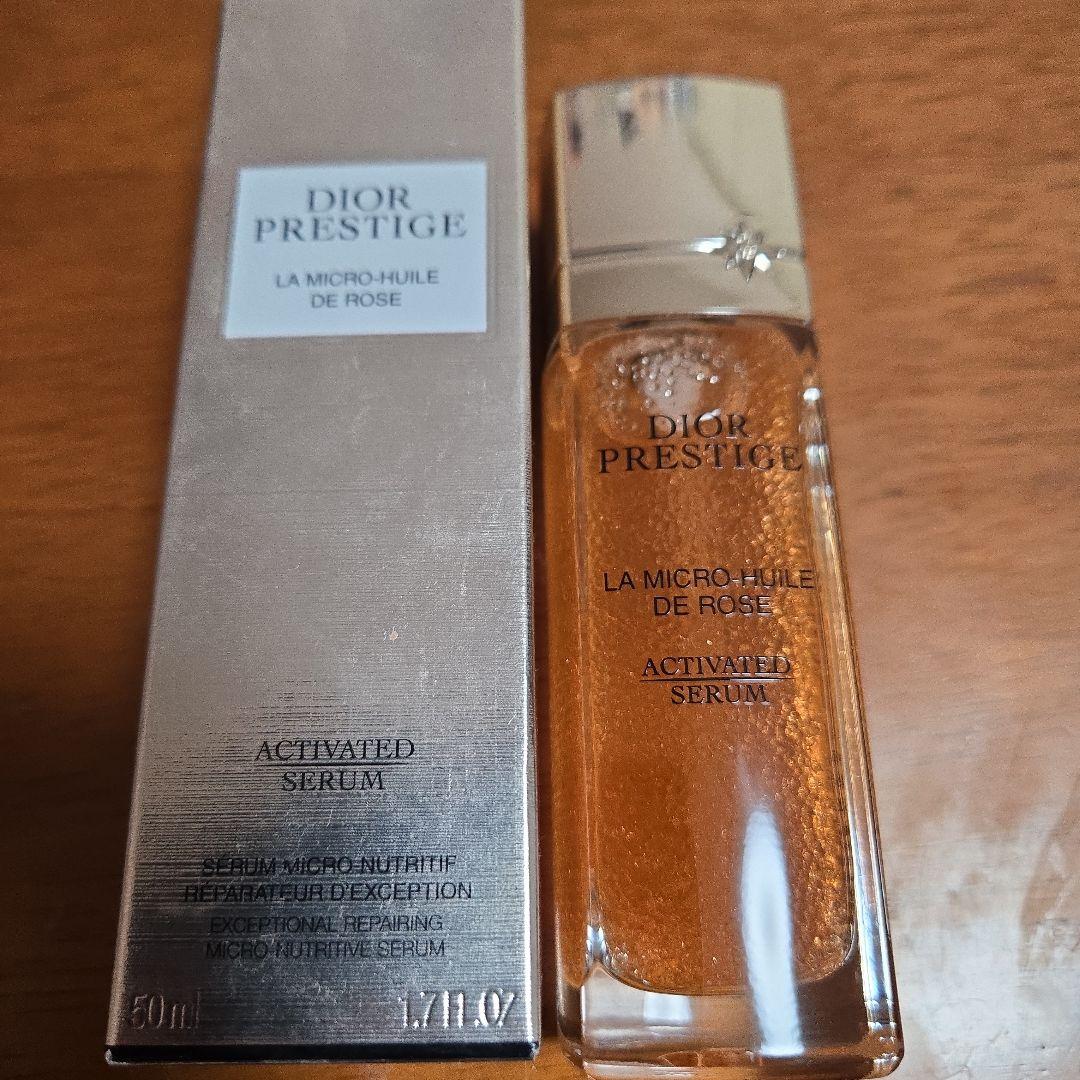 DIOR
PRESTIGE
LA MICRO-HUILE
DE ROSE
ACTIVATED
SERUM
SÉRUM MICRO-NUTRITIF
RÉPARATEUR D'EXCEPTION
EXCEPTIONAL REPAIRING
MICRO-NUTRITIVE SERUM
50ml
1.7fl.oz
DIOR
PRESTIGE
LA MICRO-HUILE
DE ROSE
ACTIVATED
SERUM